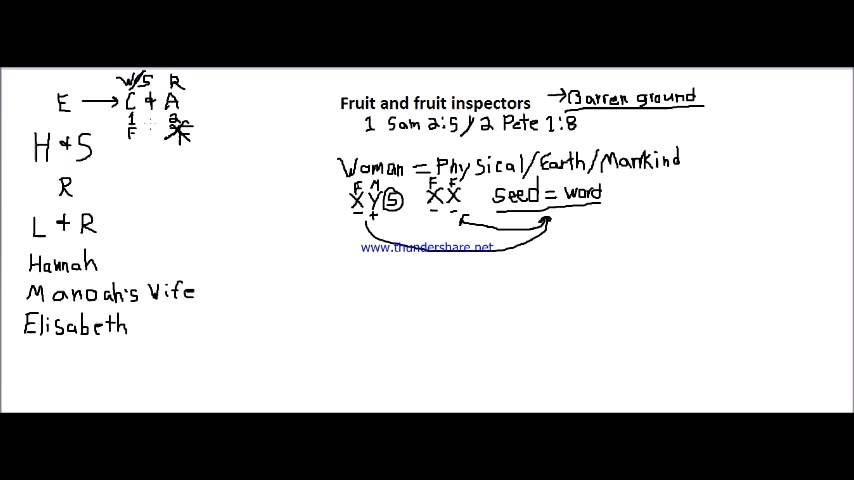 W/S R
E → C & A
1
F
H & S
R
L + R
Hannah
Manoah's Vife
Elisabeth
Fruit and fruit inspectors → Barren ground
1 Sam 2:5 / 2 Pete 1:8
Woman = Physical/Earth/Mankind
F M F F
X Y S X X Seed = word
- + - -
www.thundershare.net